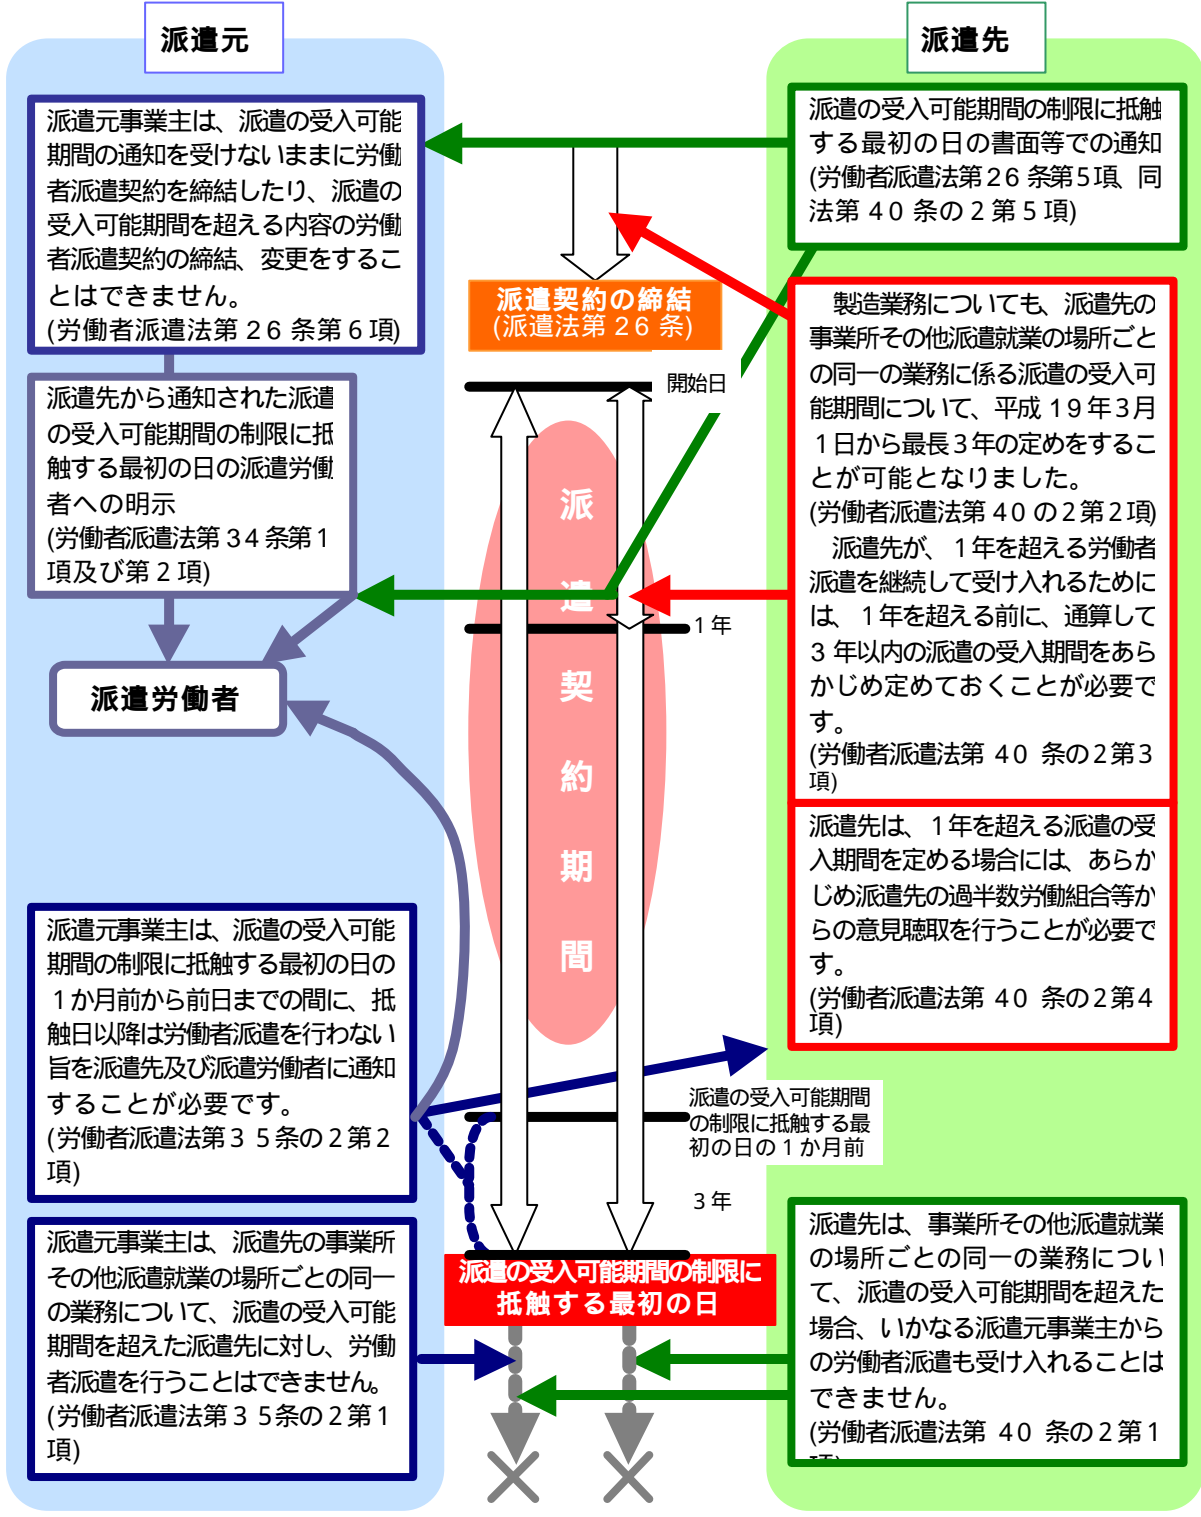 派遣元
派遣元事業主は、派遣の受入可能
期間の通知を受けないままに労働
者派遣契約を締結したり、派遣の
受入可能期間を超える内容の労働
者派遣契約の締結、変更をするこ
とはできません。
(労働者派遣法第26条第6項)
派遣先から通知された派遣
の受入可能期間の制限に抵
触する最初の日の派遣労働
者への明示
(労働者派遣法第34条第1
項及び第2項)
派遣労働者
派遣元事業主は、派遣の受入可能
期間の制限に抵触する最初の日の
1か月前から前日までの間に、抵
触日以降は労働者派遣を行わない
旨を派遣先及び派遣労働者に通知
することが必要です。
(労働者派遣法第35条の2第2
項)
派遣元事業主は、派遣先の事業所
その他派遣就業の場所ごとの同一
の業務について、派遣の受入可能
期間を超えた派遣先に対し、労働
者派遣を行うことはできません。
(労働者派遣法第35条の2第1
項)
派遣契約の締結
(派遣法第26条)
開始日
派
遣
契
約
期
間
1年
派遣の受入可能期間
の制限に抵触する最
初の日の1か月前
3年
派遣の受入可能期間の制限に
抵触する最初の日
派遣先
派遣の受入可能期間の制限に抵触
する最初の日の書面等での通知
(労働者派遣法第26条第5項、同
法第40条の2第5項)
製造業務についても、派遣先の
事業所その他派遣就業の場所ごと
の同一の業務に係る派遣の受入可
能期間について、平成19年3月
1日から最長3年の定めをするこ
とが可能となりました。
(労働者派遣法第40の2第2項)
派遣先が、1年を超える労働者
派遣を継続して受け入れるために
は、1年を超える前に、通算して
3年以内の派遣の受入期間をあら
かじめ定めておくことが必要で
す。
(労働者派遣法第40条の2第3
項)
派遣先は、1年を超える派遣の受
入期間を定める場合には、あらか
じめ派遣先の過半数労働組合等か
らの意見聴取を行うことが必要で
す。
(労働者派遣法第40条の2第4
項)
派遣先は、事業所その他派遣就業
の場所ごとの同一の業務につい
て、派遣の受入可能期間を超えた
場合、いかなる派遣元事業主から
の労働者派遣も受け入れることは
できません。
(労働者派遣法第40条の2第1